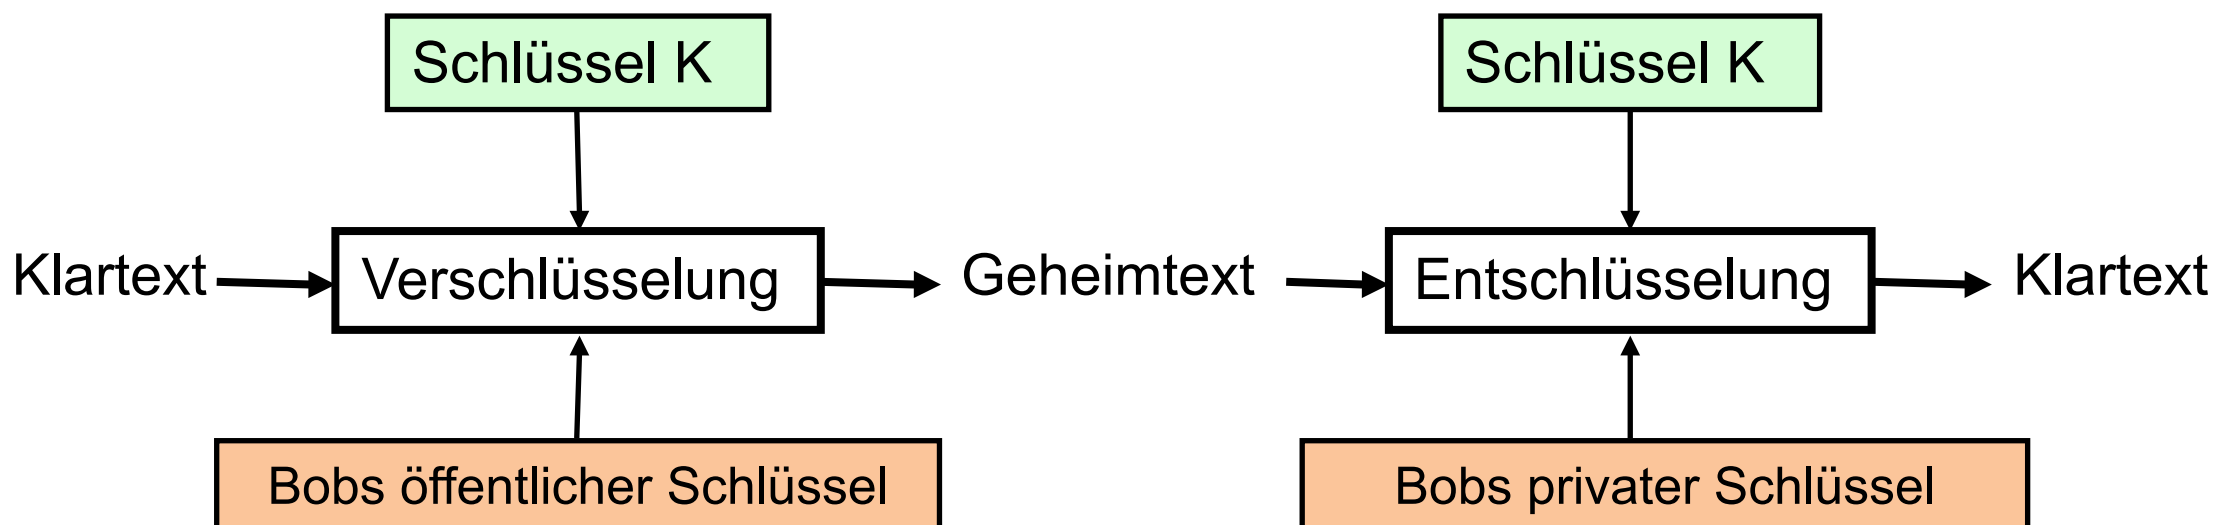 Schlüssel K
Schlüssel K
Klartext
Verschlüsselung
Geheimtext
Entschlüsselung
Klartext
Bobs öffentlicher Schlüssel
Bobs privater Schlüssel